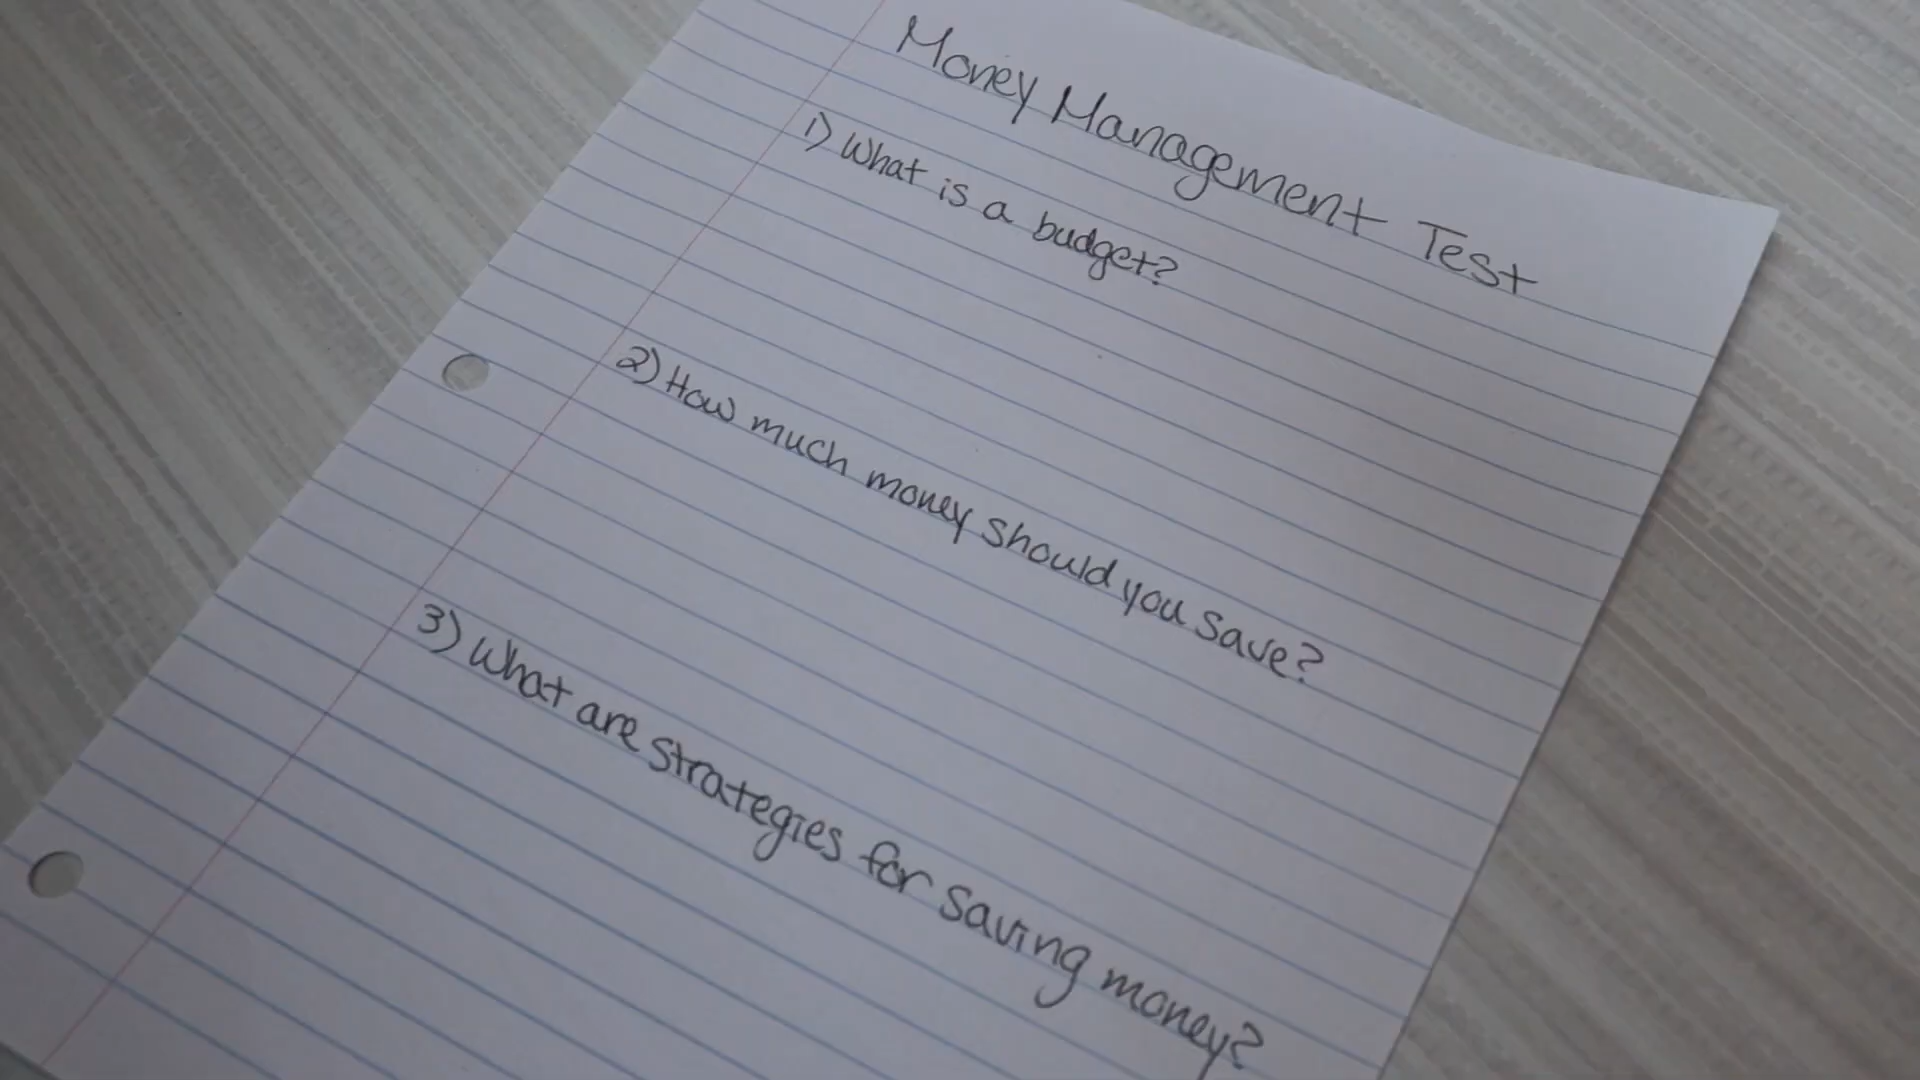 Money Management Test
1) What is a budget?
2) How much money should you save?
3) What are strategies for saving money?